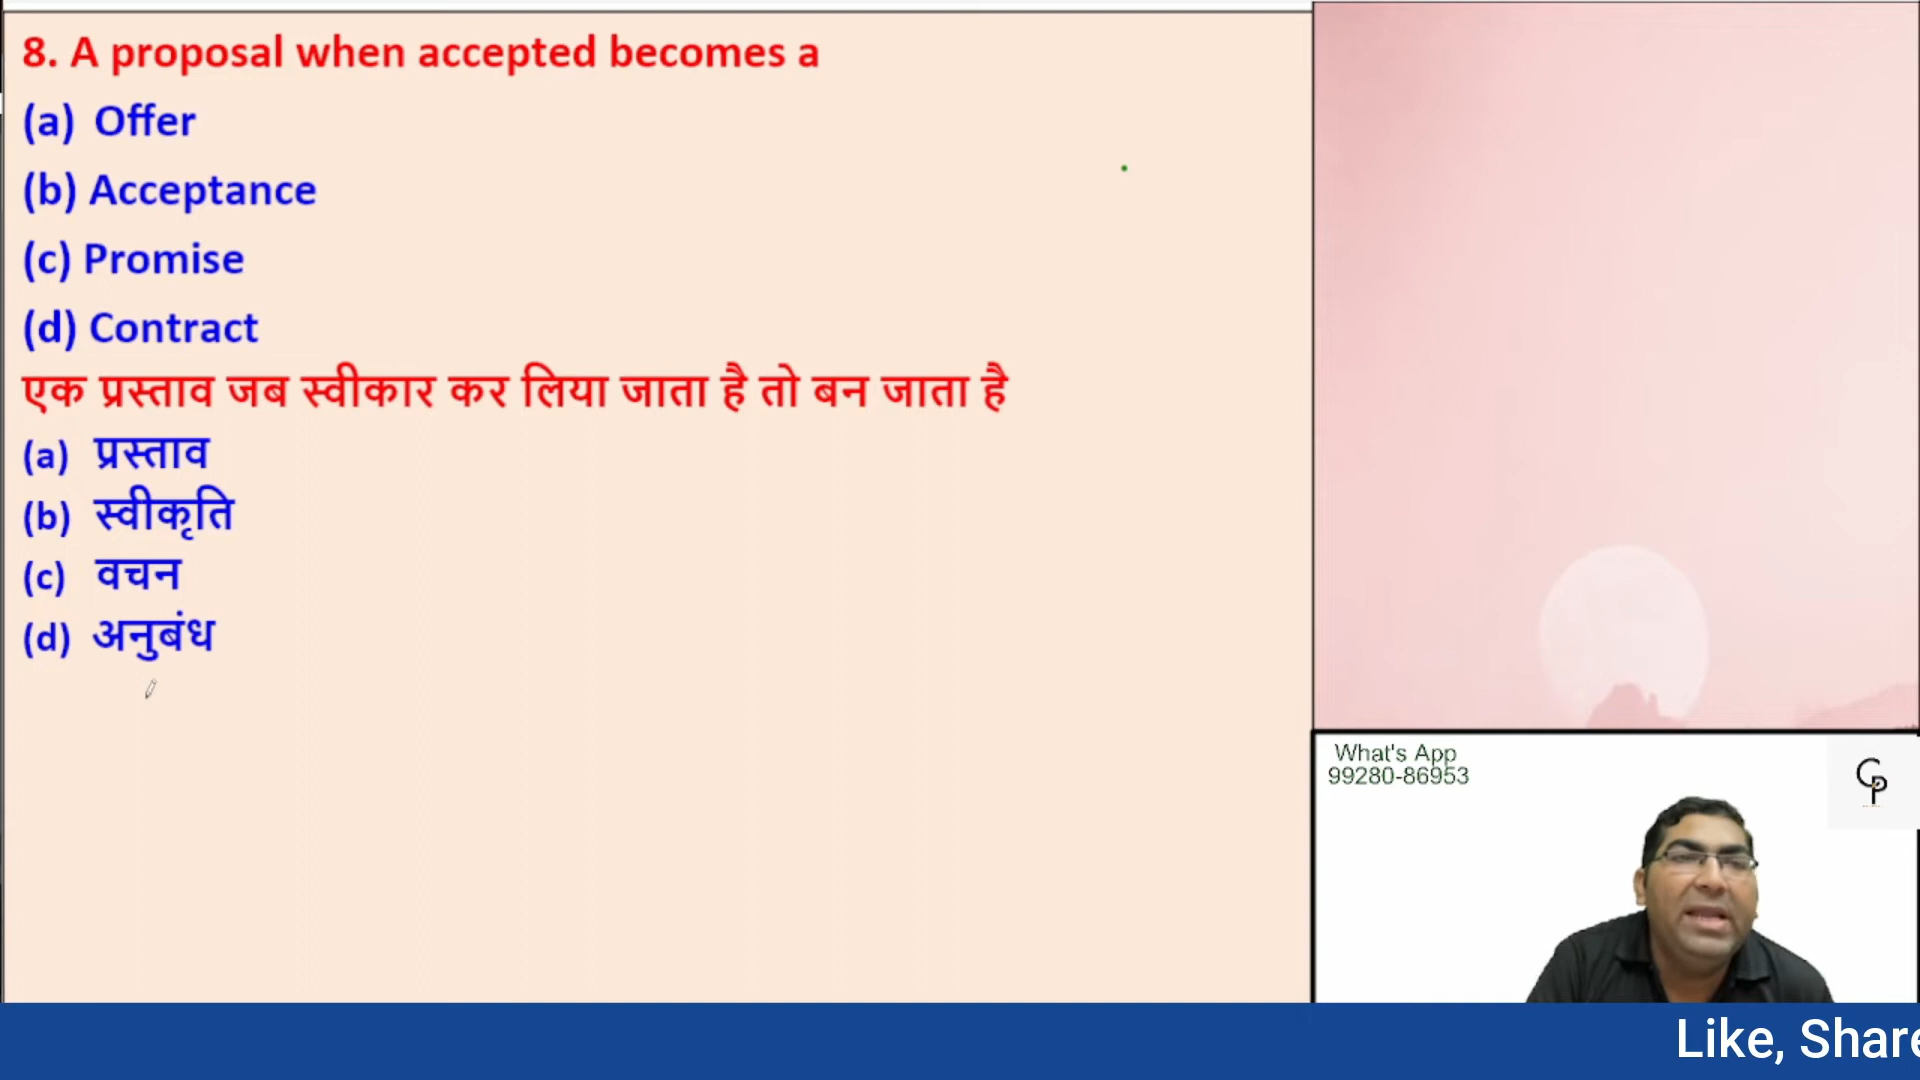 8. A proposal when accepted becomes a
(a) Offer
(b) Acceptance
(c) Promise
(d) Contract
एक प्रस्ताव जब स्वीकार कर लिया जाता है तो बन जाता है
(a) प्रस्ताव
(b) स्वीकृति
(c) वचन
(d) अनुबंध
What's App
99280-86953
CP
Like, Share